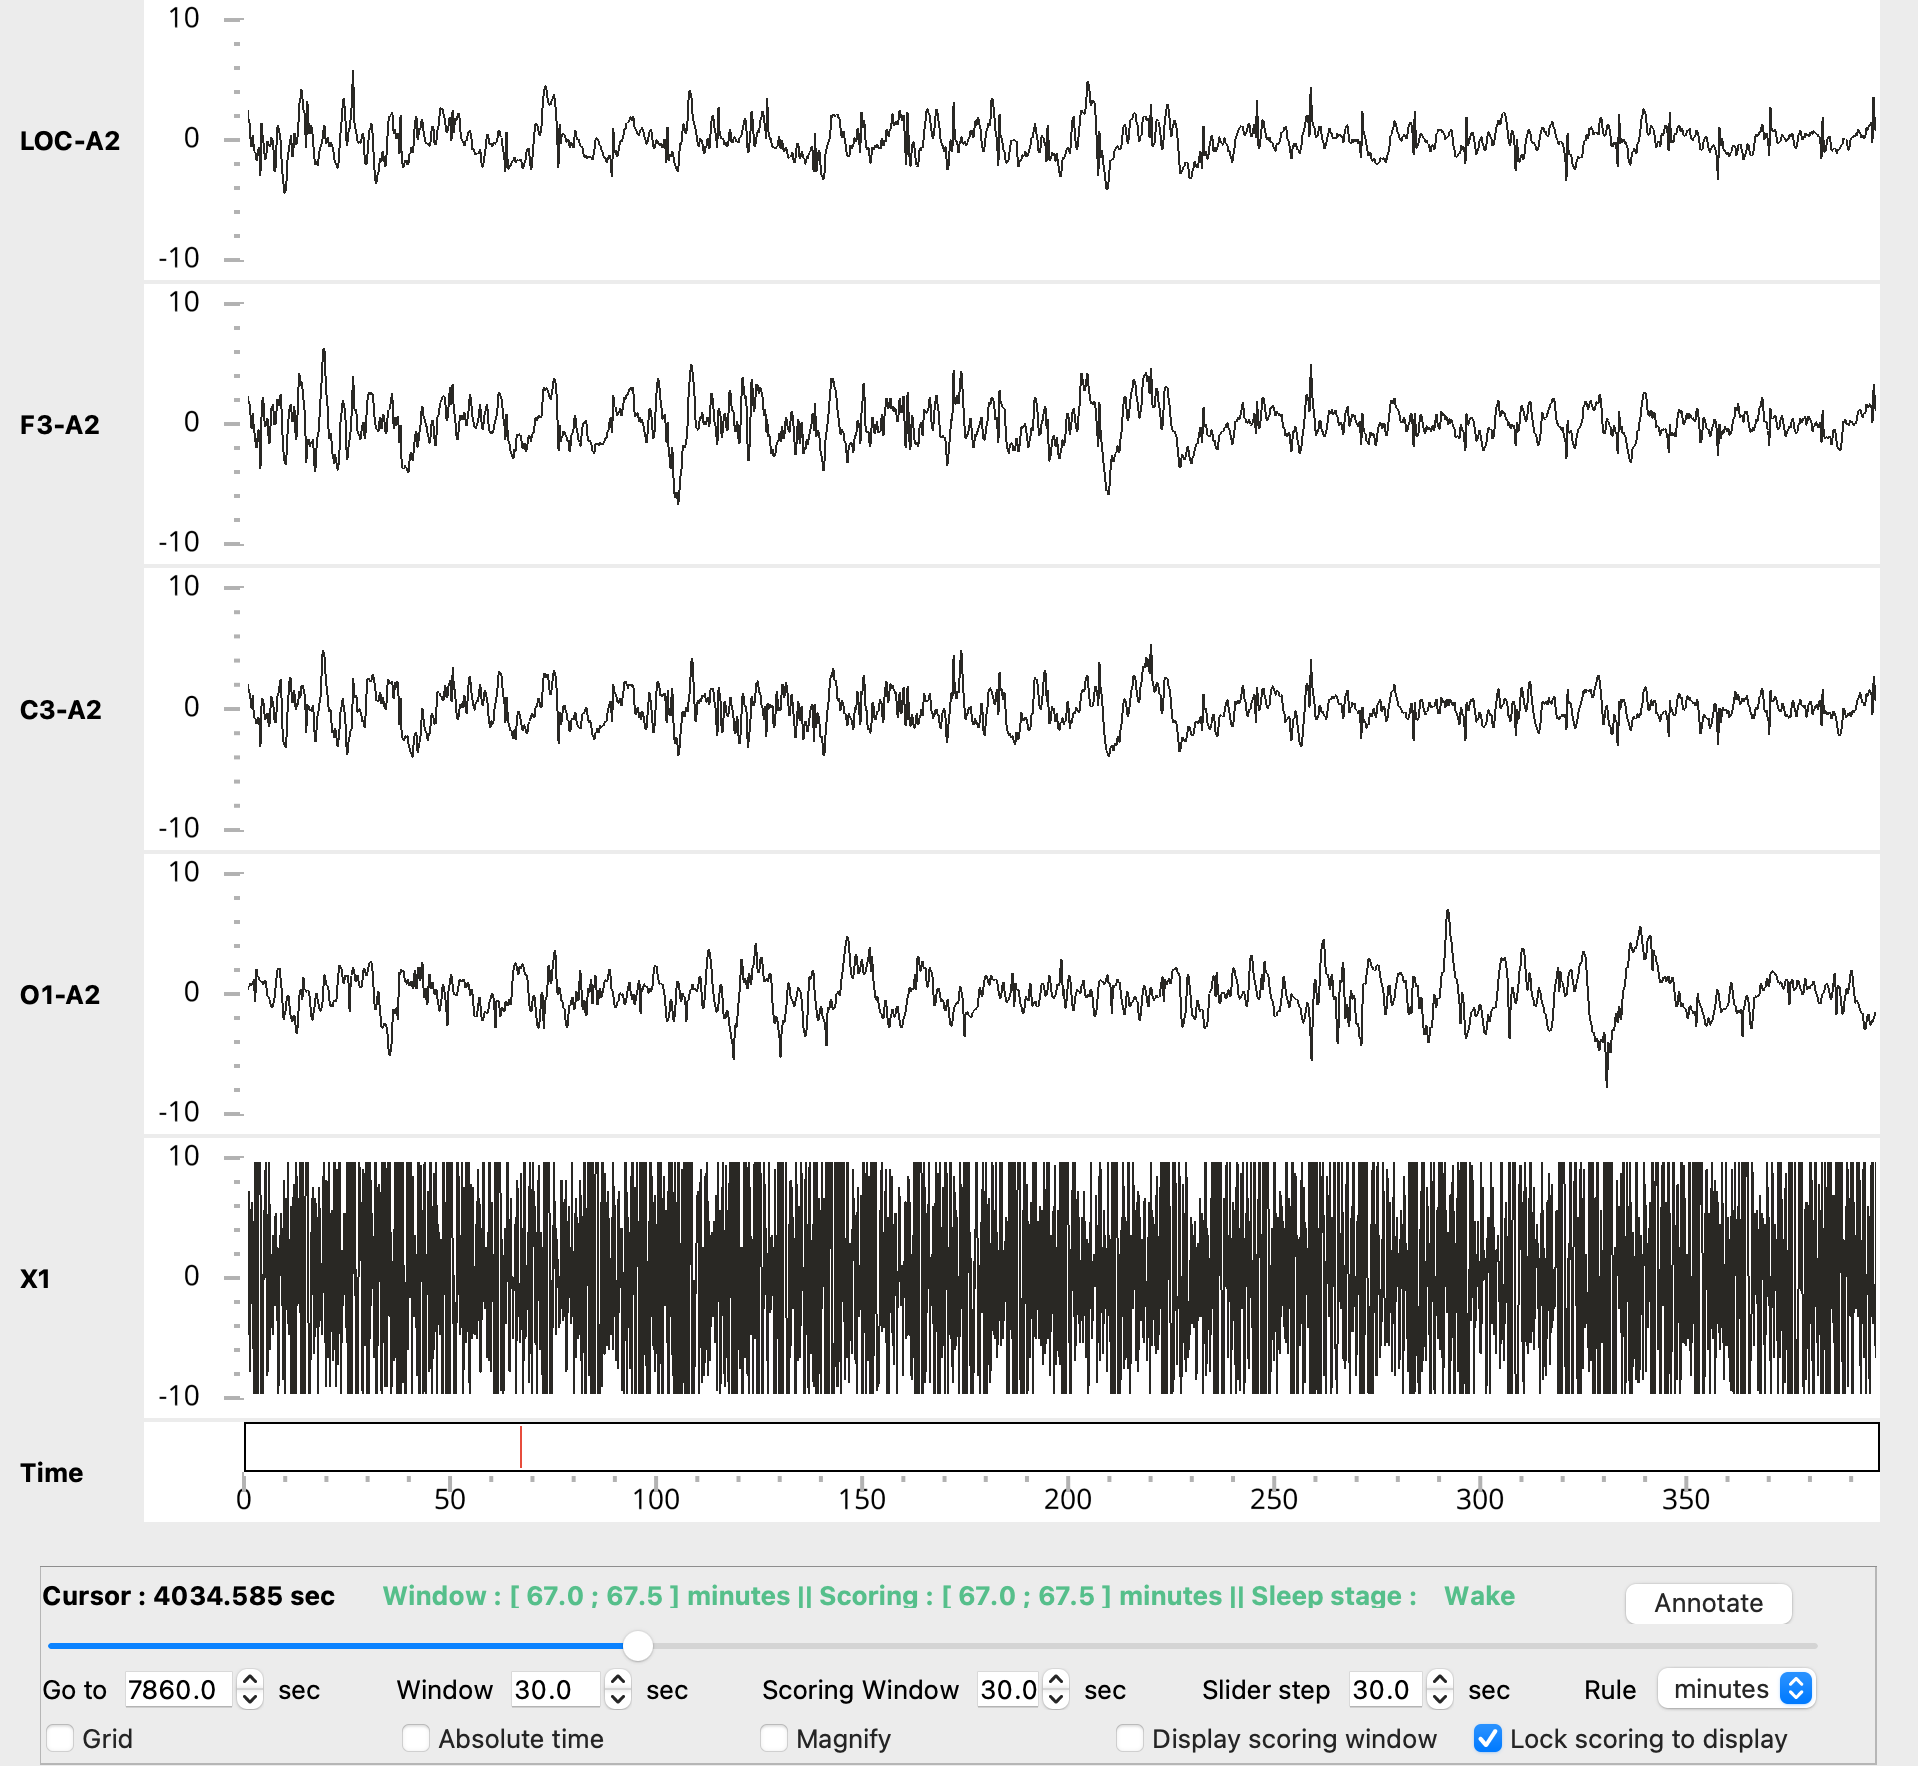 10
LOC-A2
0
-10
10
F3-A2
0
-10
10
C3-A2
0
-10
10
O1-A2
0
-10
10
X1
0
-10
Time
0 50 100 150 200 250 300 350
Cursor : 4034.585 sec Window : [ 67.0 ; 67.5 ] minutes || Scoring : [ 67.0 ; 67.5 ] minutes || Sleep stage : Wake Annotate
Go to 7860.0 sec Window 30.0 sec Scoring Window 30.0 sec Slider step 30.0 sec Rule minutes
Grid Absolute time Magnify Display scoring window Lock scoring to display